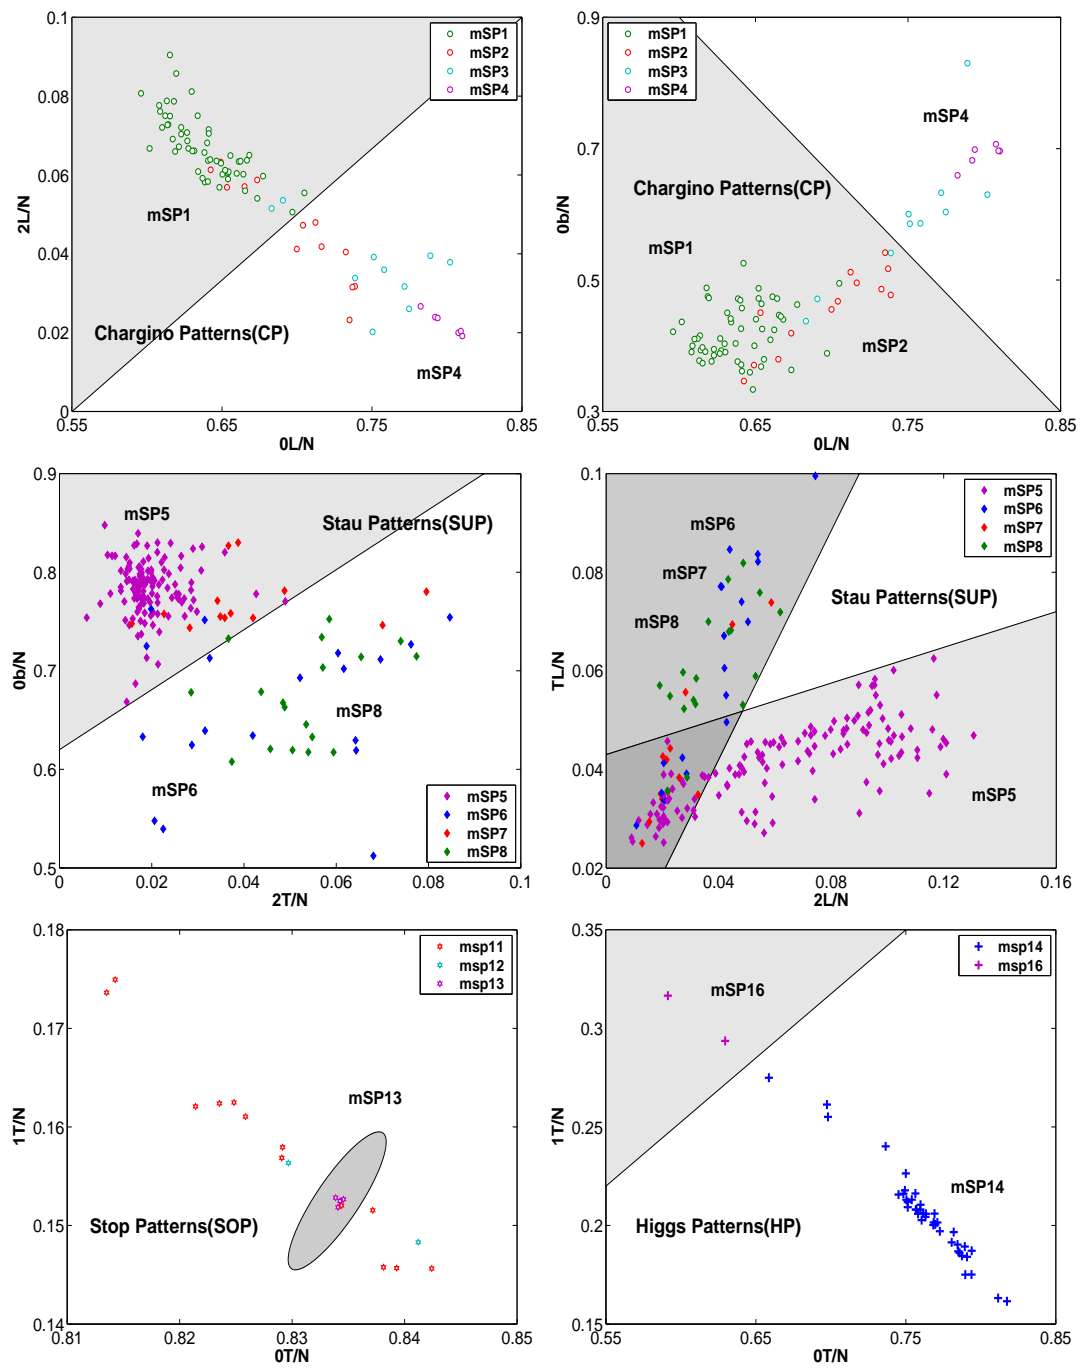 0.1
0.08
0.06
0.04
0.02
0
2L/N
0.55
0.65
0.75
0.85
0L/N
mSP1
mSP2
mSP3
mSP4
mSP1
Chargino Patterns(CP)
mSP4
0.9
0.7
0.5
0.3
0b/N
0.55
0.65
0.75
0.85
0L/N
mSP1
mSP2
mSP3
mSP4
mSP4
Chargino Patterns(CP)
mSP1
mSP2
0.9
0.8
0.7
0.6
0.5
0b/N
0
0.02
0.04
0.06
0.08
0.1
2T/N
mSP5
Stau Patterns(SUP)
mSP8
mSP6
mSP5
mSP6
mSP7
mSP8
0.1
0.08
0.06
0.04
0.02
TL/N
0
0.04
0.08
0.12
0.16
2L/N
mSP5
mSP6
mSP7
mSP8
mSP6
mSP7
mSP8
Stau Patterns(SUP)
mSP5
0.18
0.17
0.16
0.15
0.14
1T/N
0.81
0.82
0.83
0.84
0.85
0T/N
msp11
msp12
msp13
mSP13
Stop Patterns(SOP)
0.35
0.3
0.25
0.2
0.15
1T/N
0.55
0.65
0.75
0.85
0T/N
msp14
msp16
mSP16
mSP14
Higgs Patterns(HP)